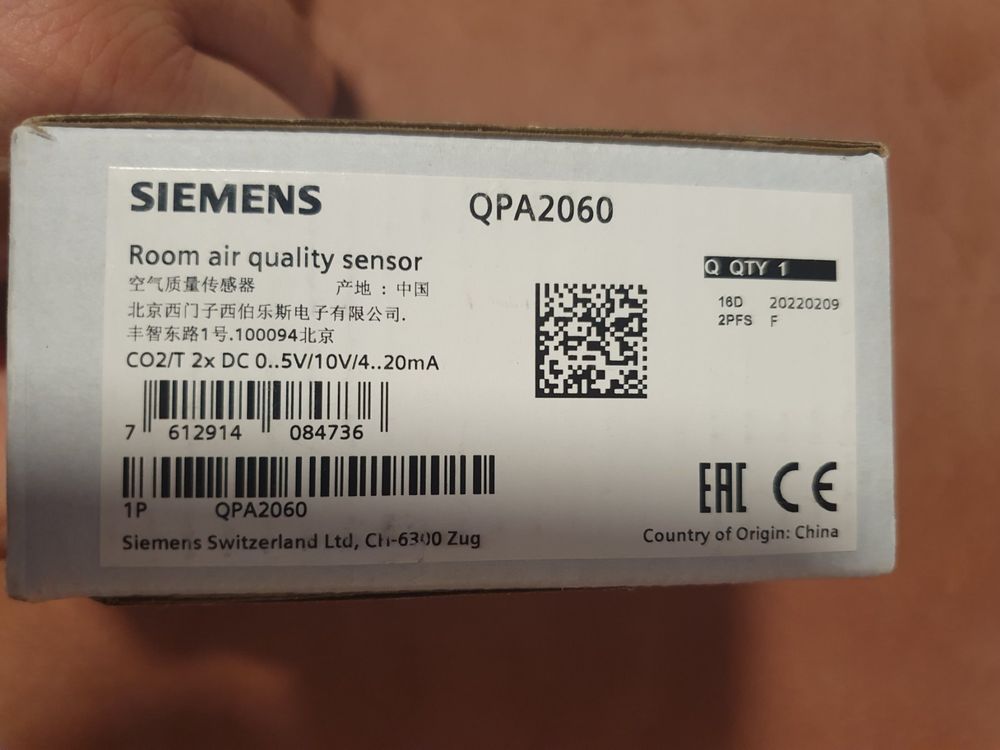 SIEMENS
QPA2060
Room air quality sensor
空气质量传感器 产地：中国
北京西门子西伯乐斯电子有限公司.
丰智东路1号.100094北京
CO2/T 2x DC 0..5V/10V/4..20mA
Q QTY 1
16D 20220209
2PFS F
7 612914 084736
1P QPA2060
Siemens Switzerland Ltd, CH-6300 Zug
EAC CE
Country of Origin: China